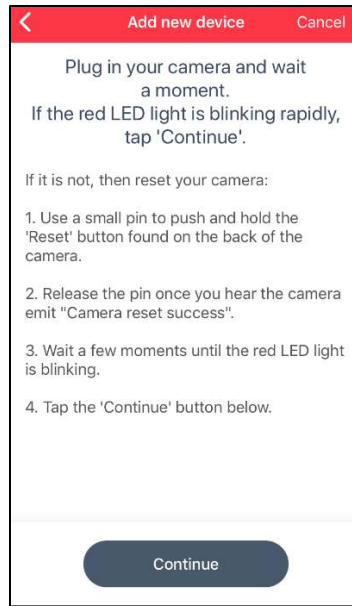 Add new device Cancel
Plug in your camera and wait
a moment.
If the red LED light is blinking rapidly,
tap 'Continue'.
If it is not, then reset your camera:
1. Use a small pin to push and hold the
'Reset' button found on the back of the
camera.
2. Release the pin once you hear the camera
emit "Camera reset success".
3. Wait a few moments until the red LED light
is blinking.
4. Tap the 'Continue' button below.
Continue